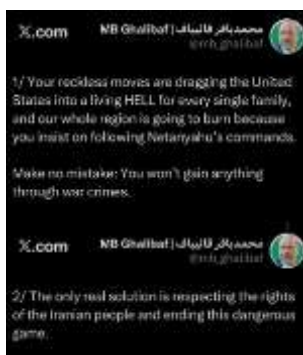 X.com
MB Ghalibaf | محمدباقر قالیباف
@mb_ghalibaf
1/ Your reckless moves are dragging the United
States into a living HELL for every single family,
and our whole region is going to burn because
you insist on following Netanyahu's commands.
Make no mistake: You won't gain anything
through war crimes.
X.com
MB Ghalibaf | محمدباقر قالیباف
@mb_ghalibaf
2/ The only real solution is respecting the rights
of the Iranian people and ending this dangerous
game.